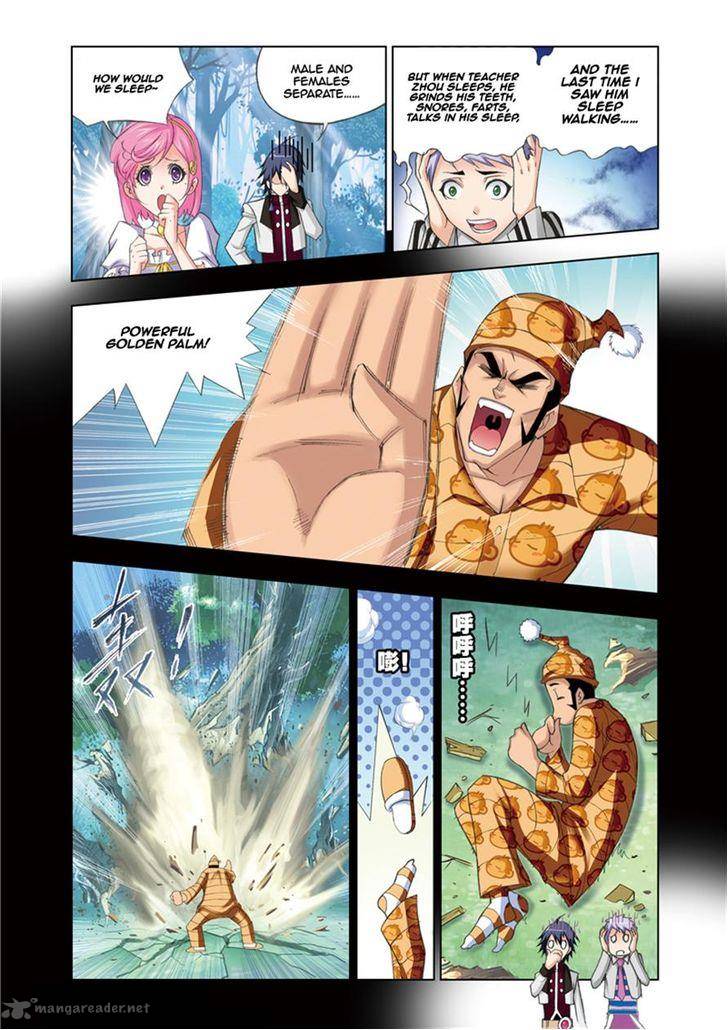 HOW WOULD
WE SLEEP~
MALE AND
FEMALES
SEPARATE......
BUT WHEN TEACHER
ZHOU SLEEPS, HE
GRINDS HIS TEETH,
SNORES, FARTS,
TALKS IN HIS SLEEP,
AND THE
LAST TIME I
SAW HIM
SLEEP
WALKING......
POWERFUL
GOLDEN PALM!
轰!
嘭!
呼呼呼……
mangareader.net